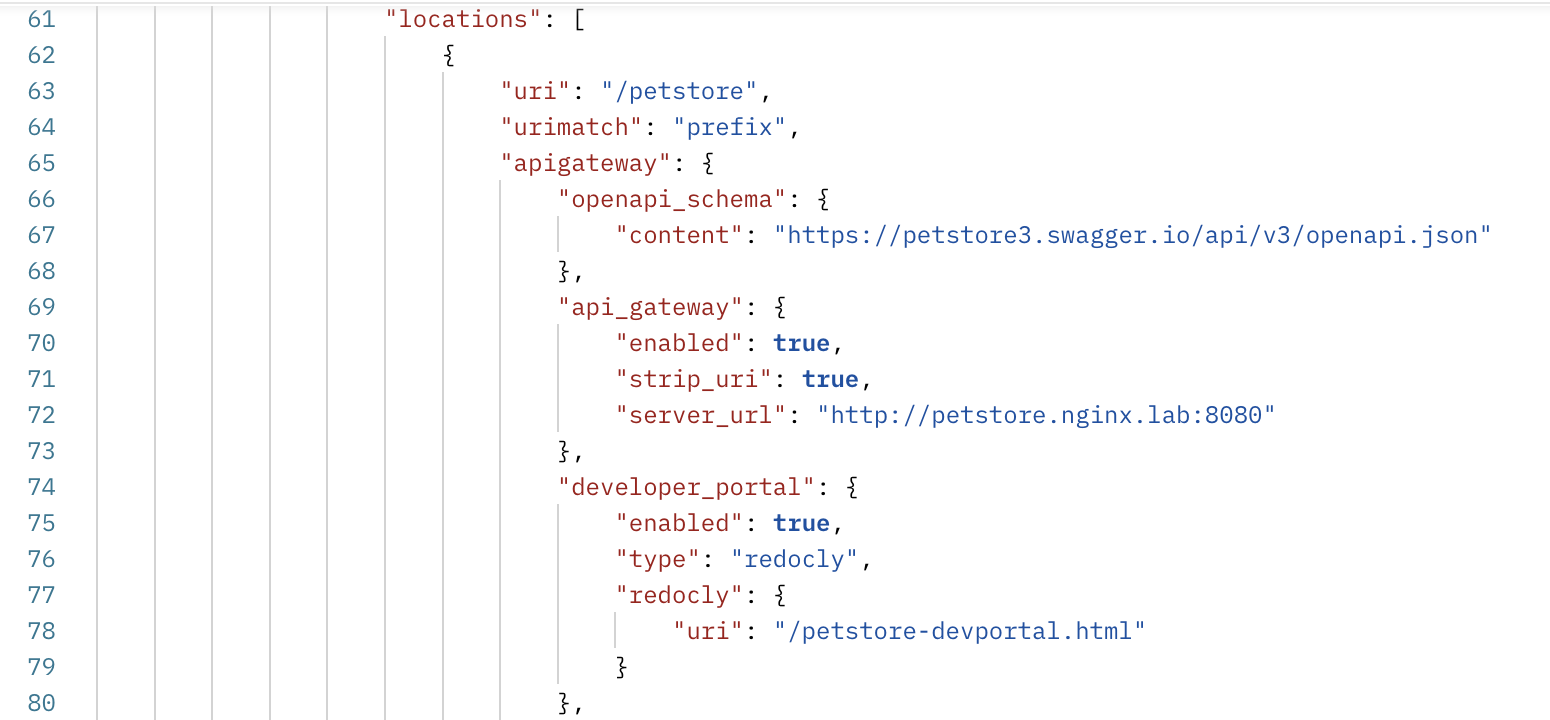 61 "locations": [
62 {
63 "uri": "/petstore",
64 "urimatch": "prefix",
65 "apigateway": {
66 "openapi_schema": {
67 "content": "https://petstore3.swagger.io/api/v3/openapi.json"
68 },
69 "api_gateway": {
70 "enabled": true,
71 "strip_uri": true,
72 "server_url": "http://petstore.nginx.lab:8080"
73 },
74 "developer_portal": {
75 "enabled": true,
76 "type": "redocly",
77 "redocly": {
78 "uri": "/petstore-devportal.html"
79 }
80 },